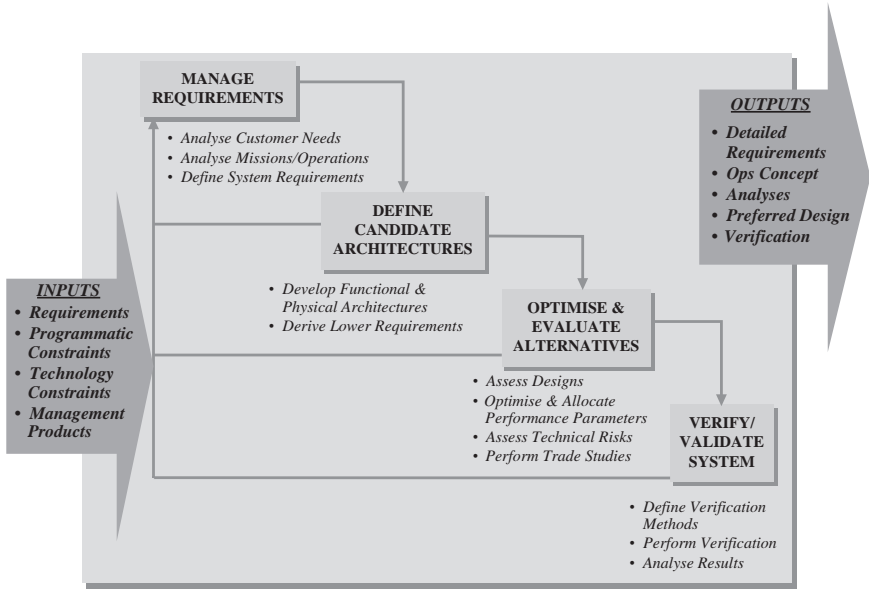 MANAGE
REQUIREMENTS
• Analyse Customer Needs
• Analyse Missions/Operations
• Define System Requirements
DEFINE
CANDIDATE
ARCHITECTURES
• Develop Functional &
Physical Architectures
• Derive Lower Requirements
OPTIMISE &
EVALUATE
ALTERNATIVES
• Assess Designs
• Optimise & Allocate
Performance Parameters
• Assess Technical Risks
• Perform Trade Studies
VERIFY/
VALIDATE
SYSTEM
• Define Verification
Methods
• Perform Verification
• Analyse Results
INPUTS
• Requirements
• Programmatic
Constraints
• Technology
Constraints
• Management
Products
OUTPUTS
• Detailed
Requirements
• Ops Concept
• Analyses
• Preferred Design
• Verification